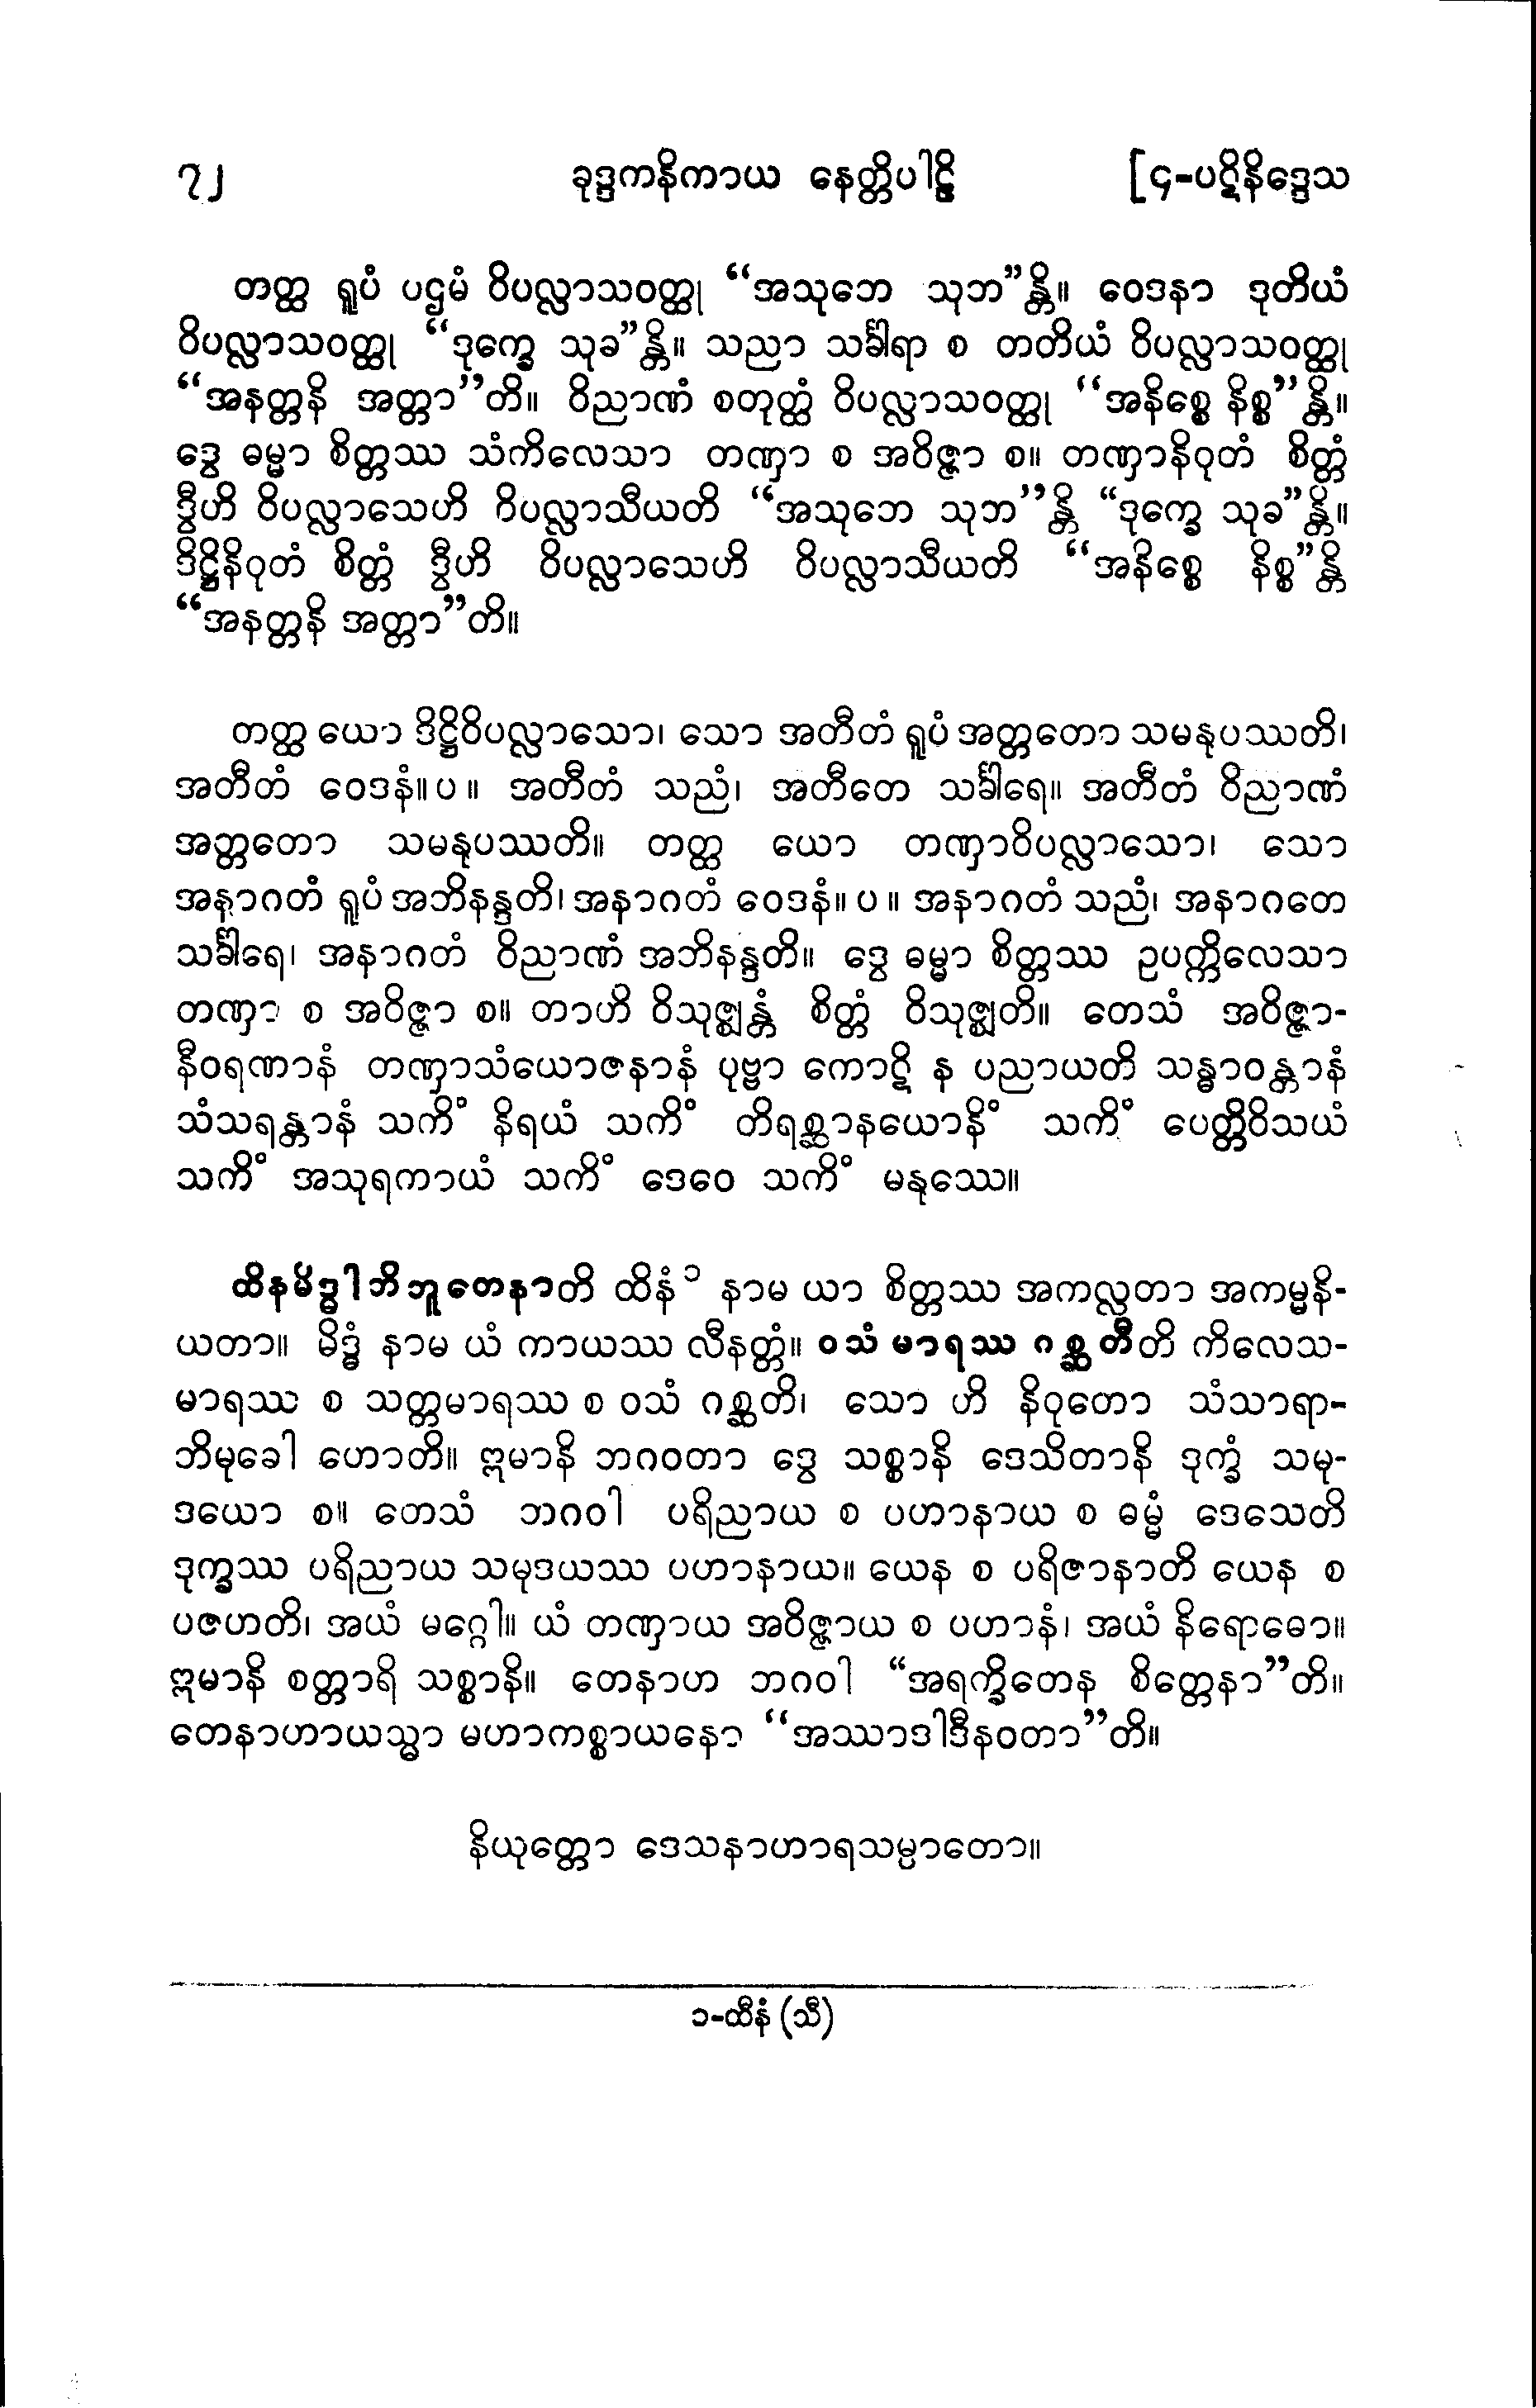 ၇၂ ခုဒ္ဒကနိကာယ နေတ္တိပါဠိ [၄-ပဋိနိဒ္ဒေသ
တတ္ထ ရူပံ ပဌမံ ဝိပလ္လာသဝတ္ထု “အသုဘေ သုဘ”န္တိ။ ဝေဒနာ ဒုတိယံ
ဝိပလ္လာသဝတ္ထု “ဒုက္ခေ သုခ”န္တိ။ သညာ သင်္ခါရာ စ တတိယံ ဝိပလ္လာသဝတ္ထု
“အနတ္တနိ အတ္တာ”တိ။ ဝိညာဏံ စတုတ္ထံ ဝိပလ္လာသဝတ္ထု “အနိစ္စေ နိစ္စ”န္တိ။
ဒွေ ဓမ္မာ စိတ္တဿ သံကိလေသာ တဏှာ စ အဝိဇ္ဇာ စ။ တဏှာနိဝုတံ စိတ္တံ
ဒွီဟိ ဝိပလ္လာသေဟိ ဝိပလ္လာသီယတိ “အသုဘေ သုဘ”န္တိ “ဒုက္ခေ သုခ”န္တိ။
ဒိဋ္ဌိနိဝုတံ စိတ္တံ ဒွီဟိ ဝိပလ္လာသေဟိ ဝိပလ္လာသီယတိ “အနိစ္စေ နိစ္စ”န္တိ
“အနတ္တနိ အတ္တာ”တိ။
တတ္ထ ယော ဒိဋ္ဌိဝိပလ္လာသော၊ သော အတီတံ ရူပံ အတ္တတော သမနုပဿတိ၊
အတီတံ ဝေဒနံ။ပ။ အတီတံ သညံ၊ အတီတေ သင်္ခါရေ။ အတီတံ ဝိညာဏံ
အတ္တတော သမနုပဿတိ။ တတ္ထ ယော တဏှာဝိပလ္လာသော၊ သော
အနာဂတံ ရူပံ အဘိနန္ဒတိ၊ အနာဂတံ ဝေဒနံ။ ပ ။ အနာဂတံ သညံ၊ အနာဂတေ
သင်္ခါရေ၊ အနာဂတံ ဝိညာဏံ အဘိနန္ဒတိ။ ဒွေ ဓမ္မာ စိတ္တဿ ဥပက္ကိလေသာ
တဏှာ စ အဝိဇ္ဇာ စ။ တာဟိ ဝိသုဇ္ဈန္တံ စိတ္တံ ဝိသုဇ္ဈတိ။ တေသံ အဝိဇ္ဇာ-
နီဝရဏာနံ တဏှာသံယောဇနာနံ ပုဗ္ဗာ ကောဋိ န ပညာယတိ သန္ဓာဝန္တာနံ
သံသရန္တာနံ သကိံ နိရယံ သကိံ တိရစ္ဆာနယောနိံ သကိံ ပေတ္တိဝိသယံ
သကိံ အသုရကာယံ သကိံ ဒေဝေ သကိံ မနုဿေ။
ထိနမိဒ္ဓါဘိဘူတေနာတိ ထိနံ၁ နာမ ယာ စိတ္တဿ အကလ္လတာ အကမ္မနိ-
ယတာ။ မိဒ္ဓံ နာမ ယံ ကာယဿ လီနတ္တံ။ ဝသံ မာရဿ ဂစ္ဆတီတိ ကိလေသ-
မာရဿ စ သတ္တမာရဿ စ ဝသံ ဂစ္ဆတိ၊ သော ဟိ နိဝုတော သံသာရာ-
ဘိမုခေါ ဟောတိ။ ဣမာနိ ဘဂဝတာ ဒွေ သစ္စာနိ ဒေသိတာနိ ဒုက္ခံ သမု-
ဒယော စ။ တေသံ ဘဂဝါ ပရိညာယ စ ပဟာနာယ စ ဓမ္မံ ဒေသေတိ
ဒုက္ခဿ ပရိညာယ သမုဒယဿ ပဟာနာယ။ ယေန စ ပရိဇာနာတိ ယေန စ
ပဇဟတိ၊ အယံ မဂ္ဂေါ။ ယံ တဏှာယ အဝိဇ္ဇာယ စ ပဟာနံ၊ အယံ နိရောဓော။
ဣမာနိ စတ္တာရိ သစ္စာနိ။ တေနာဟ ဘဂဝါ “အရက္ခိတေန စိတ္တေနာ”တိ။
တေနာဟာယသ္မာ မဟာကစ္စာယနော “အဿာဒါဒီနဝတာ”တိ။
နိယုတ္တော ဒေသနာဟာရသမ္ပာတော။
၁-ထီနံ (သီ)